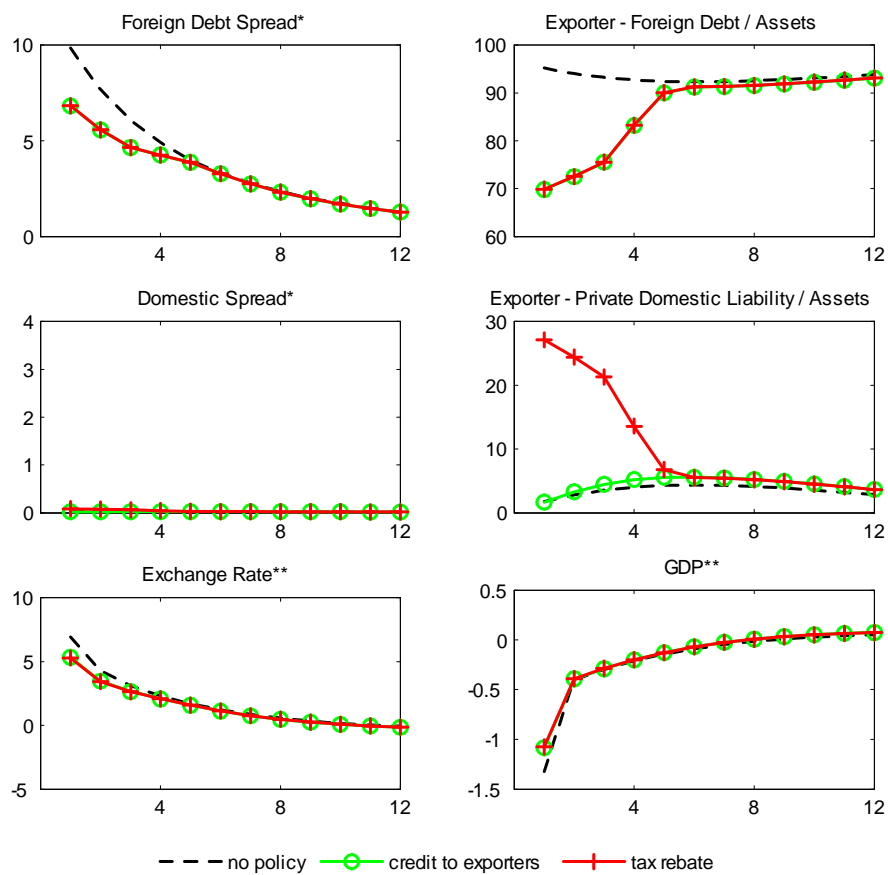 Foreign Debt Spread*
10
5
0
4 8 12
Exporter - Foreign Debt / Assets
100
90
80
70
60
4 8 12
Domestic Spread*
4
3
2
1
0
4 8 12
Exporter - Private Domestic Liability / Assets
30
20
10
0
4 8 12
Exchange Rate**
10
5
0
-5
4 8 12
GDP**
0.5
0
-0.5
-1
-1.5
4 8 12
no policy credit to exporters tax rebate